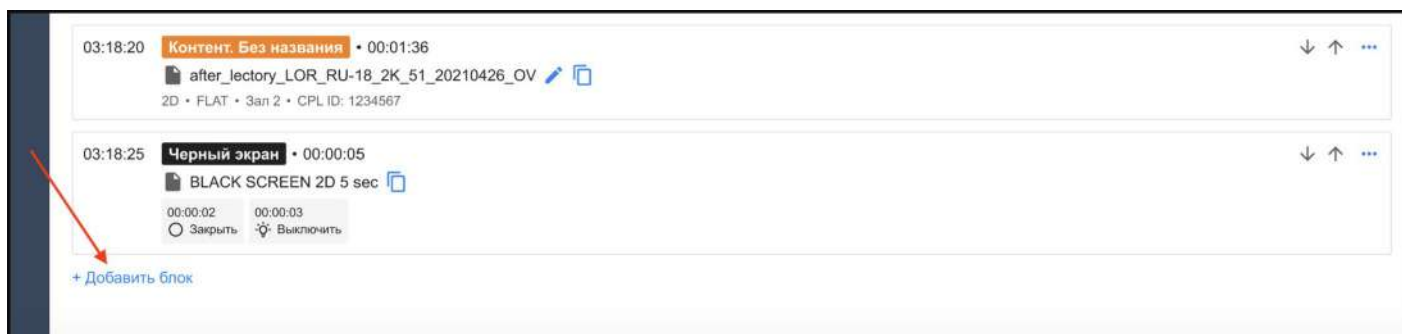 03:18:20 Контент. Без названия • 00:01:36
after_lectory_LOR_RU-18_2K_51_20210426_OV
2D • FLAT • Зал 2 • CPL ID: 1234567
03:18:25 Черный экран • 00:00:05
BLACK SCREEN 2D 5 sec
00:00:02 00:00:03
Закрыть Выключить
+ Добавить блок